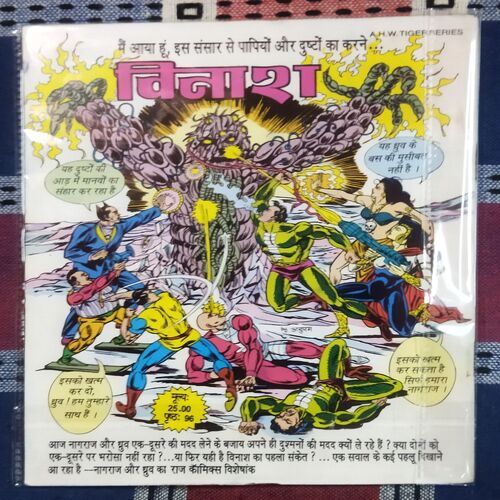 A.H.W. TIGER SERIES
मैं आया हूं, इस संसार से पापियों और दुष्टों का करने...
विनाश
यह दुष्टों की
आड़ में मानवों का
संहार कर रहा है
यह ध्रुव के
बस की मुसीबत
नहीं है ।
इसको खत्म
कर दो,
ध्रुव ! हम तुम्हारे
साथ हैं ।
मूल्य:
25.00
पृष्ठ: 96
इसको खत्म
कर सकता है
सिर्फ हमारा
नागराज ।
आज नागराज और ध्रुव एक-दूसरे की मदद लेने के बजाय अपने ही दुश्मनों की मदद क्यों ले रहे हैं ? क्या दोनों को
एक-दूसरे पर भरोसा नहीं रहा ?...या फिर यही है विनाश का पहला संकेत ? ... एक सवाल के कई पहलू दिखाने
आ रहा है --नागराज और ध्रुव का राज कॉमिक्स विशेषांक